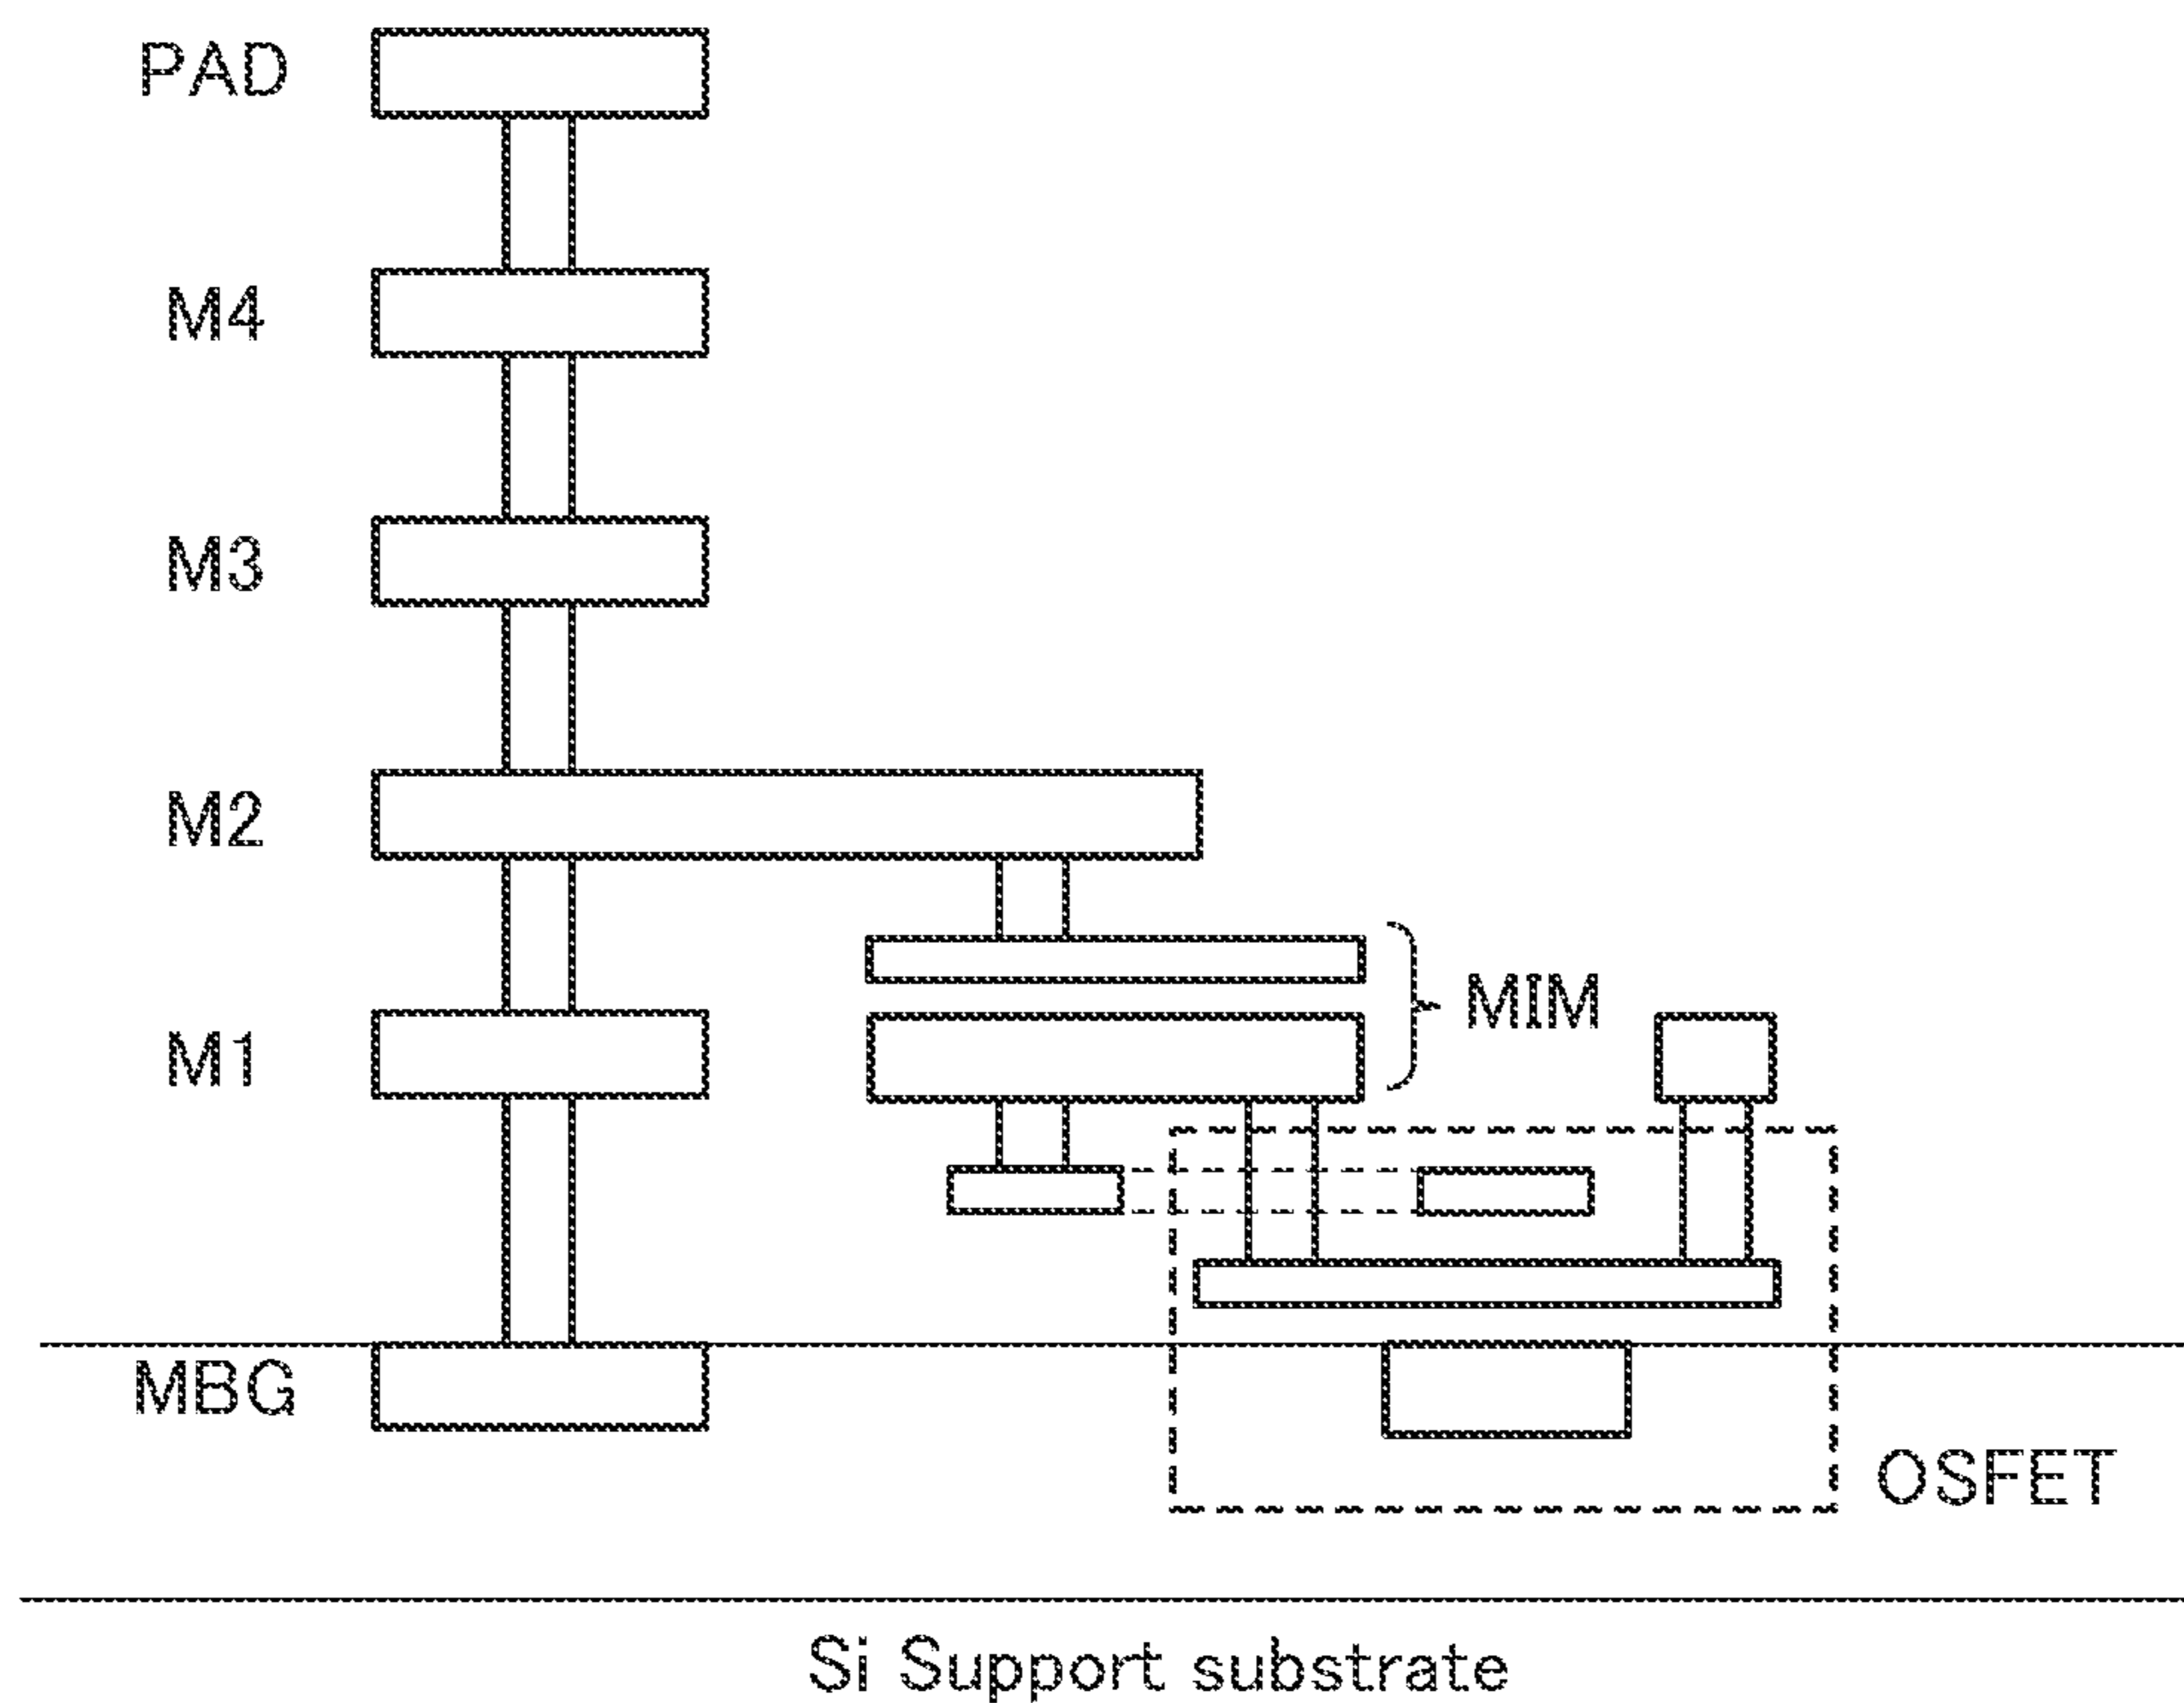 PAD
M4
M3
M2
M1
MIM
MBG
OSFET
Si Support substrate